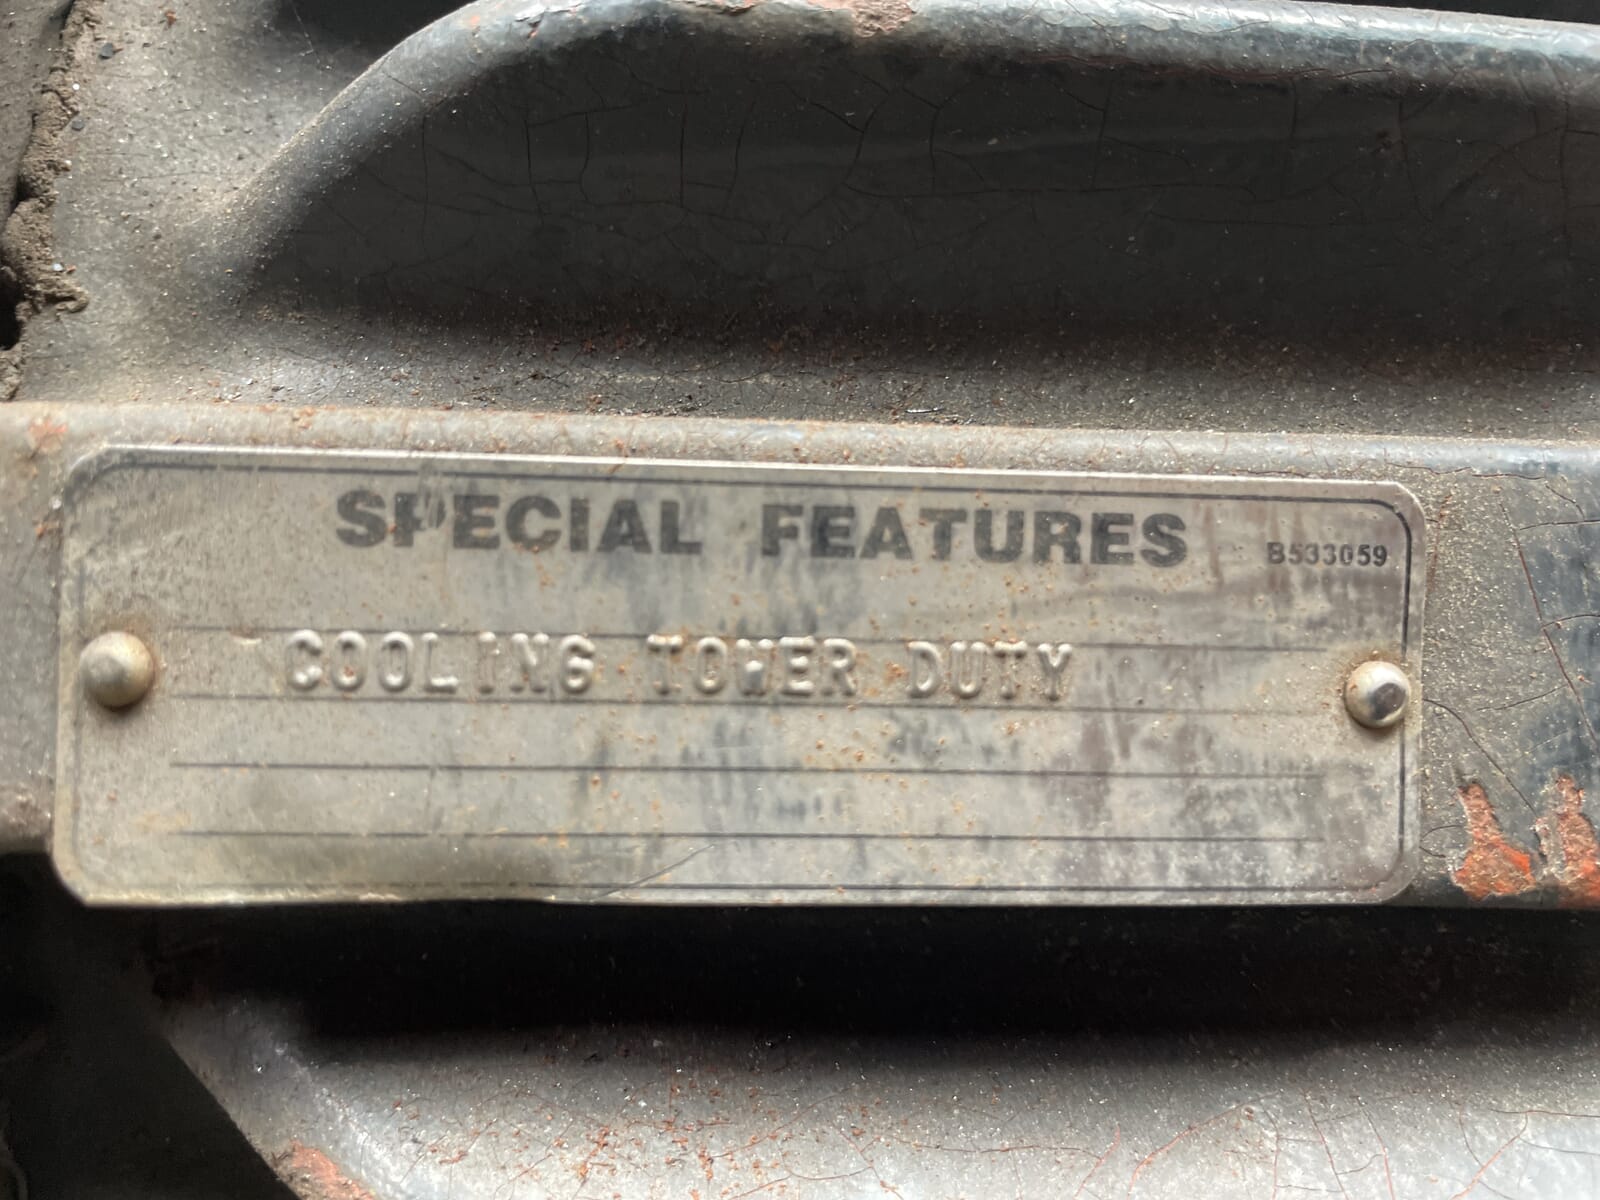 SPECIAL FEATURES B533059
COOLING TOWER DUTY